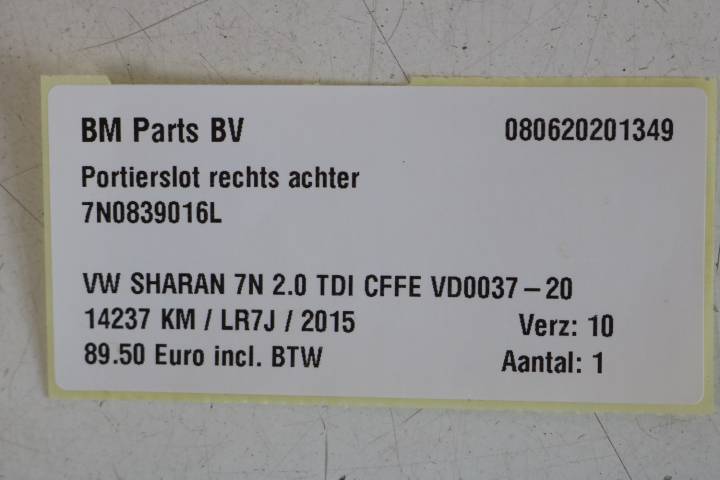 BM Parts BV 080620201349
Portierslot rechts achter
7N0839016L
VW SHARAN 7N 2.0 TDI CFFE VD0037-20
14237 KM / LR7J / 2015 Verz: 10
89.50 Euro incl. BTW Aantal: 1